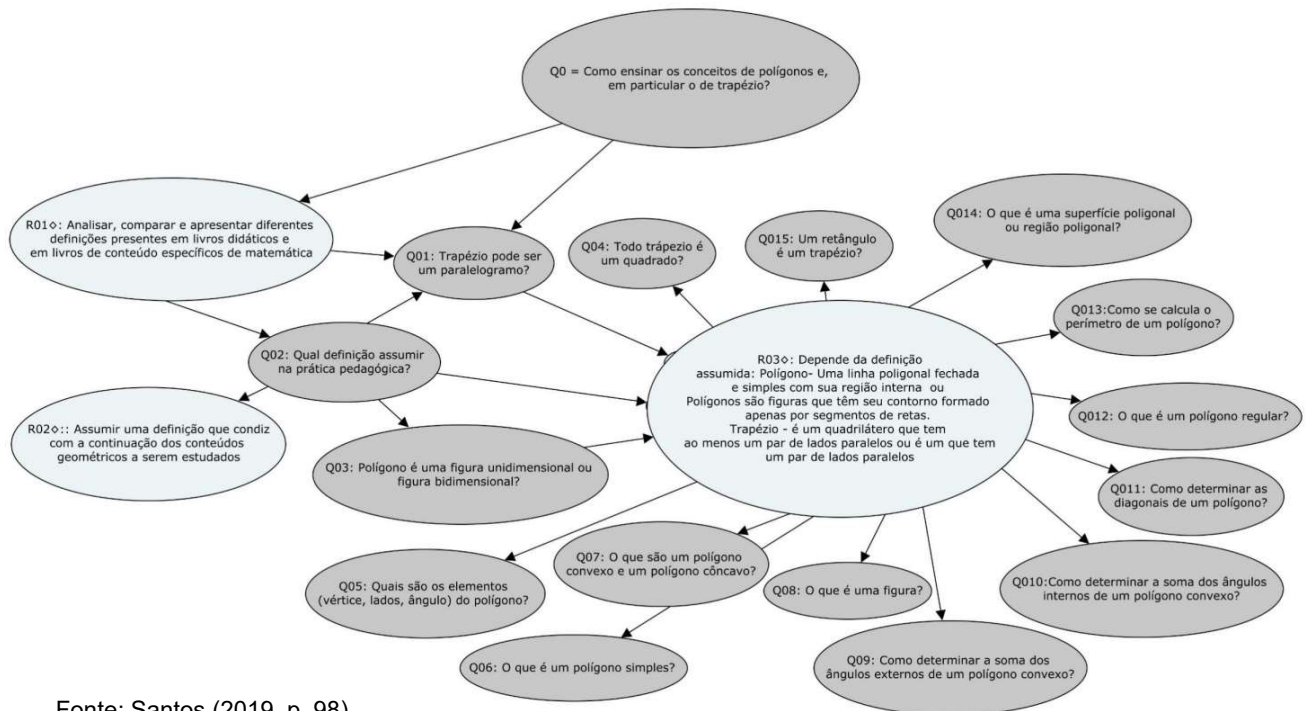 Q0 = Como ensinar os conceitos de polígonos e,
em particular o de trapézio?
R01◊: Analisar, comparar e apresentar diferentes
definições presentes em livros didáticos e
em livros de conteúdo específicos de matemática
Q01: Trapézio pode ser
um paralelogramo?
Q04: Todo trápezio é
um quadrado?
Q015: Um retângulo
é um trapézio?
Q014: O que é uma superfície poligonal
ou região poligonal?
Q013:Como se calcula o
perímetro de um polígono?
Q02: Qual definição assumir
na prática pedagógica?
R03◊: Depende da definição
assumida: Polígono- Uma linha poligonal fechada
e simples com sua região interna  ou
Polígonos são figuras que têm seu contorno formado
apenas por segmentos de retas.
Trapézio - é um quadrilátero que tem
ao menos um par de lados paralelos ou é um que tem
um par de lados paralelos
Q012: O que é um polígono regular?
R02◊:: Assumir uma definição que condiz
com a continuação dos conteúdos
geométricos a serem estudados
Q03: Polígono é uma figura unidimensional ou
figura bidimensional?
Q011: Como determinar as
diagonais de um polígono?
Q07: O que são um polígono
convexo e um polígono côncavo?
Q05: Quais são os elementos
(vértice, lados, ângulo) do polígono?
Q08: O que é uma figura?
Q010:Como determinar a soma dos ângulos
internos de um polígono convexo?
Q06: O que é um polígono simples?
Q09: Como determinar a soma dos
ângulos externos de um polígono convexo?
Fonte: Santos (2019, p. 98)